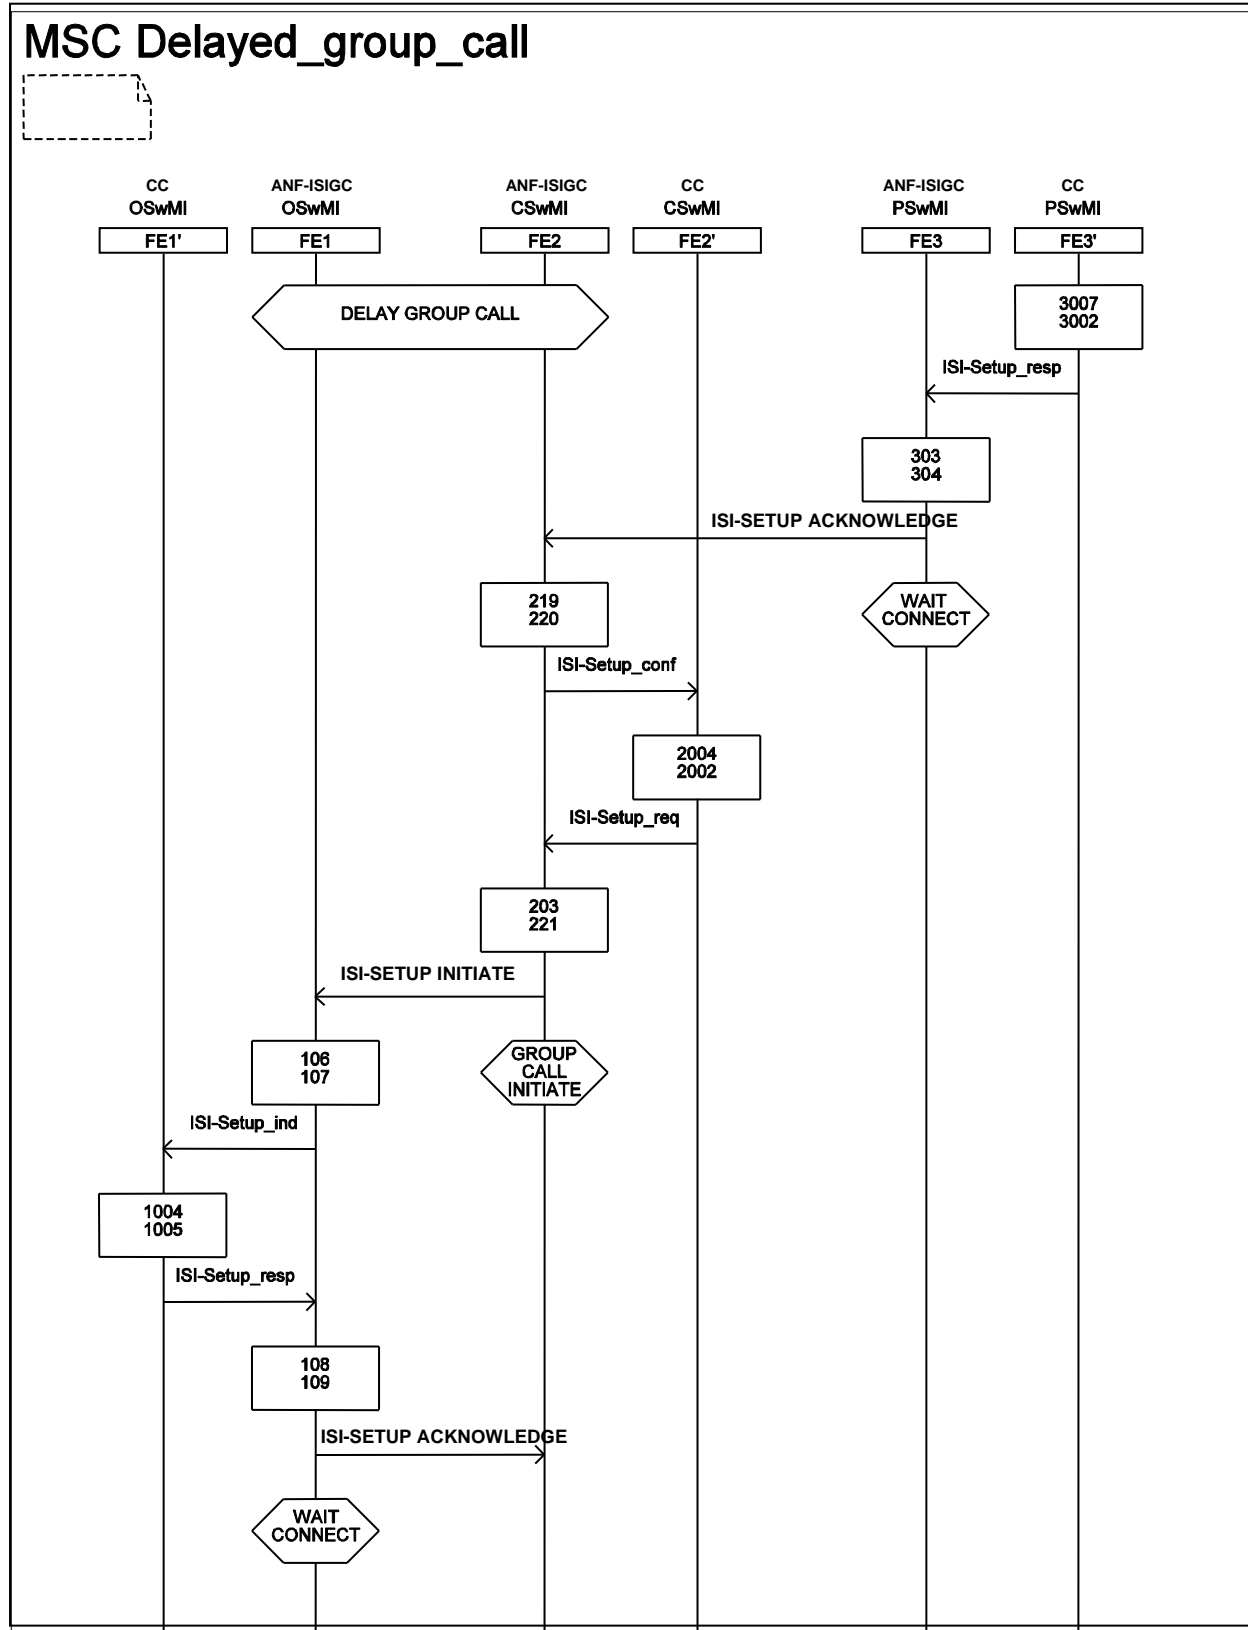 MSC Delayed_group_call
CC ANF-ISIGC ANF-ISIGC CC ANF-ISIGC CC
OSwMI OSwMI CSwMI CSwMI PSwMI PSwMI
FE1' FE1 FE2 FE2' FE3 FE3'
DELAY GROUP CALL
3007
3002
ISI-Setup_resp
303
304
ISI-SETUP ACKNOWLEDGE
219
220
WAIT
CONNECT
ISI-Setup_conf
2004
2002
ISI-Setup_req
203
221
ISI-SETUP INITIATE
106
107
GROUP
CALL
INITIATE
ISI-Setup_ind
1004
1005
ISI-Setup_resp
108
109
ISI-SETUP ACKNOWLEDGE
WAIT
CONNECT